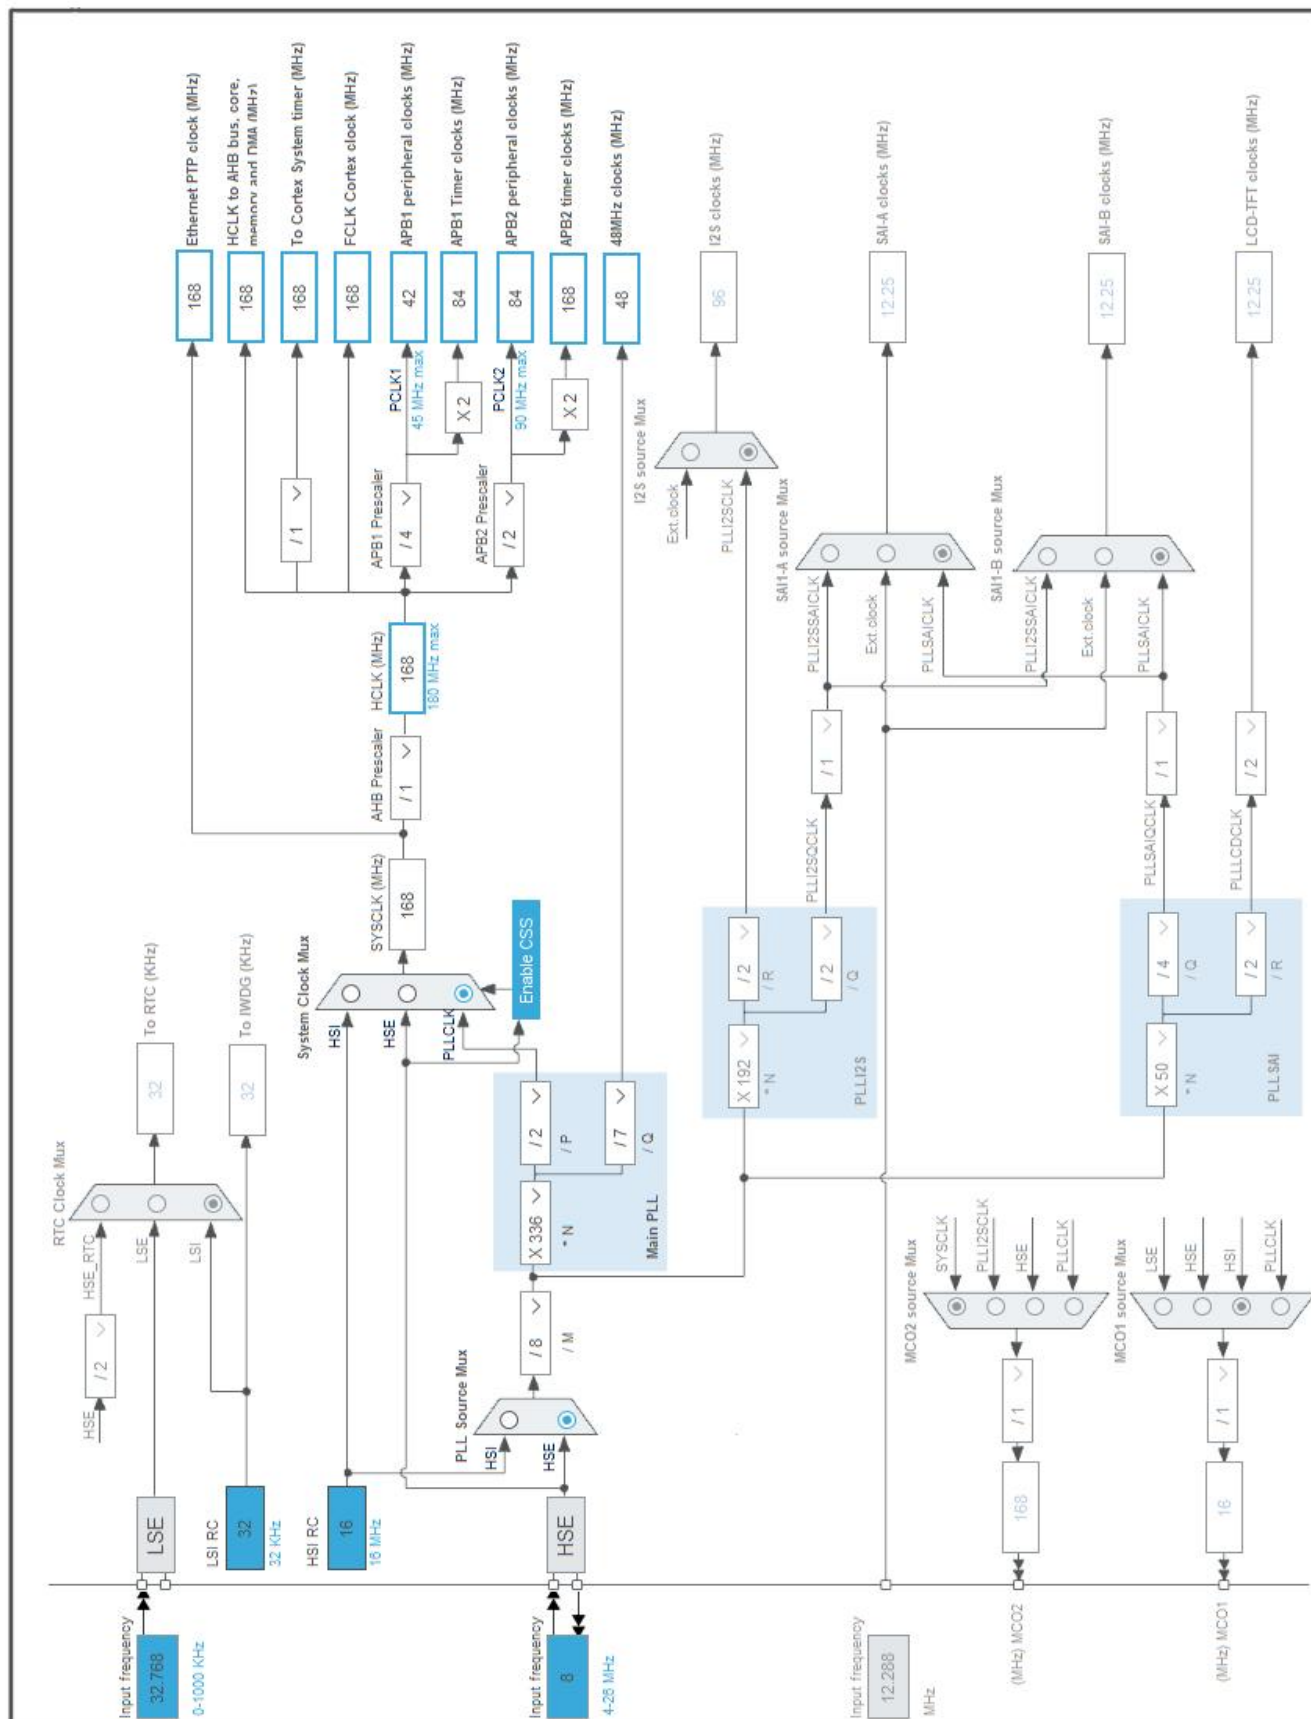 Input frequency
32.768
0-1000 KHz
LSE
HSE
/ 2
HSE_RTC
LSE
LSI
RTC Clock Mux
32
To RTC (KHz)
LSI RC
32
32 KHz
32
To IWDG (KHz)
HSI RC
16
16 MHz
Input frequency
8
4-26 MHz
HSE
PLL Source Mux
HSI
HSE
/ 8
/ M
X 336
* N
/ 2
/ P
/ 7
/ Q
Main PLL
System Clock Mux
HSI
HSE
PLLCLK
Enable CSS
SYSCLK (MHz)
168
AHB Prescaler
/ 1
HCLK (MHz)
168
180 MHz max
/ 1
APB1 Prescaler
/ 4
PCLK1
45 MHz max
X 2
APB2 Prescaler
/ 2
PCLK2
90 MHz max
X 2
168
Ethernet PTP clock (MHz)
168
HCLK to AHB bus, core,
memory and DMA (MHz)
168
To Cortex System timer (MHz)
168
FCLK Cortex clock (MHz)
42
APB1 peripheral clocks (MHz)
84
APB1 Timer clocks (MHz)
84
APB2 peripheral clocks (MHz)
168
APB2 timer clocks (MHz)
48
48MHz clocks (MHz)
X 192
* N
/ 2
/ R
/ 2
/ Q
PLLI2S
PLLI2SQCLK
/ 1
I2S source Mux
Ext.clock
PLLI2SCLK
96
I2S clocks (MHz)
SAI1-A source Mux
PLLI2SSAICLK
Ext.clock
PLLSAICLK
12.25
SAI-A clocks (MHz)
SAI1-B source Mux
PLLI2SSAICLK
Ext.clock
PLLSAICLK
12.25
SAI-B clocks (MHz)
X 50
* N
/ 4
/ Q
/ 2
/ R
PLLSAI
PLLSAIQCLK
/ 1
PLLLCDCLK
/ 2
12.25
LCD-TFT clocks (MHz)
Input frequency
12.288
MHz
MCO2 source Mux
SYSCLK
PLLI2SCLK
HSE
PLLCLK
/ 1
168
(MHz) MCO2
MCO1 source Mux
LSE
HSE
HSI
PLLCLK
/ 1
16
(MHz) MCO1